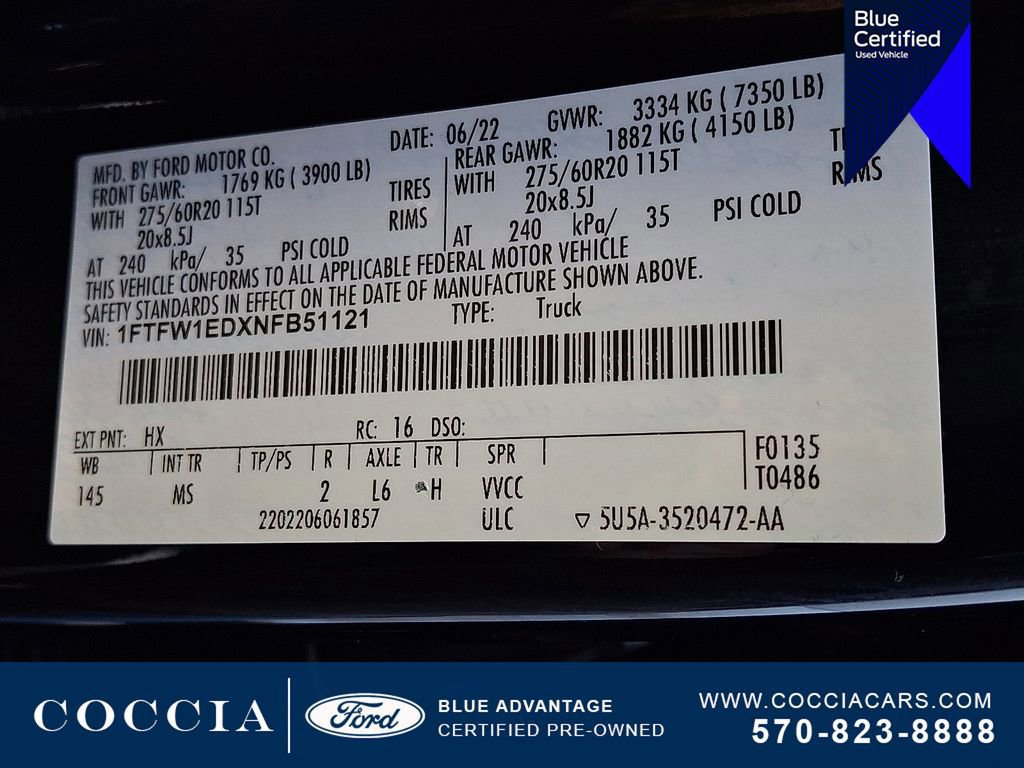 Blue
Certified
Used Vehicle
MFD. BY FORD MOTOR CO. DATE: 06/22 GVWR: 3334 KG ( 7350 LB)
FRONT GAWR: 1769 KG ( 3900 LB) REAR GAWR: 1882 KG ( 4150 LB)
WITH 275/60R20 115T TIRES WITH 275/60R20 115T
20x8.5J RIMS 20x8.5J
AT 240 kPa/ 35 PSI COLD AT 240 kPa/ 35 PSI COLD
THIS VEHICLE CONFORMS TO ALL APPLICABLE FEDERAL MOTOR VEHICLE
SAFETY STANDARDS IN EFFECT ON THE DATE OF MANUFACTURE SHOWN ABOVE.
VIN: 1FTFW1EDXNFB51121 TYPE: Truck
EXT PNT: HX RC: 16 DSO:
WB INT TR TP/PS R AXLE TR SPR F0135
145 MS 2 L6 H VVCC T0486
2202206061857 ULC ▽ 5U5A-3520472-AA
COCCIA Ford BLUE ADVANTAGE
CERTIFIED PRE-OWNED
WWW.COCCIACARS.COM
570-823-8888